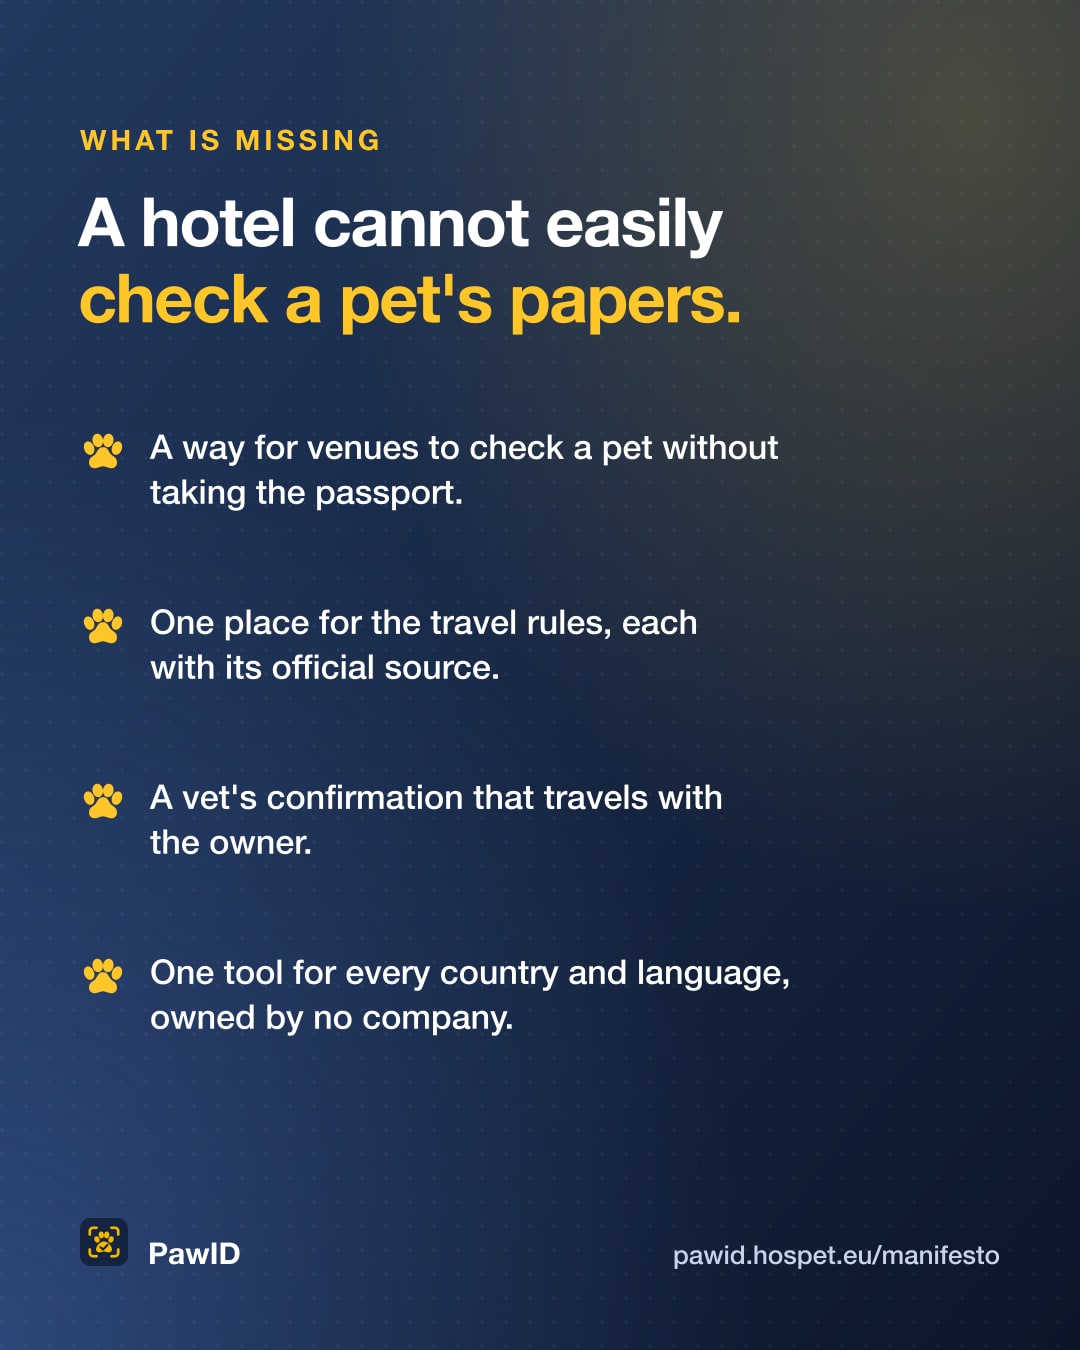 WHAT IS MISSING
A hotel cannot easily
check a pet's papers.
A way for venues to check a pet without
taking the passport.
One place for the travel rules, each
with its official source.
A vet's confirmation that travels with
the owner.
One tool for every country and language,
owned by no company.
PawID
pawid.hospet.eu/manifesto